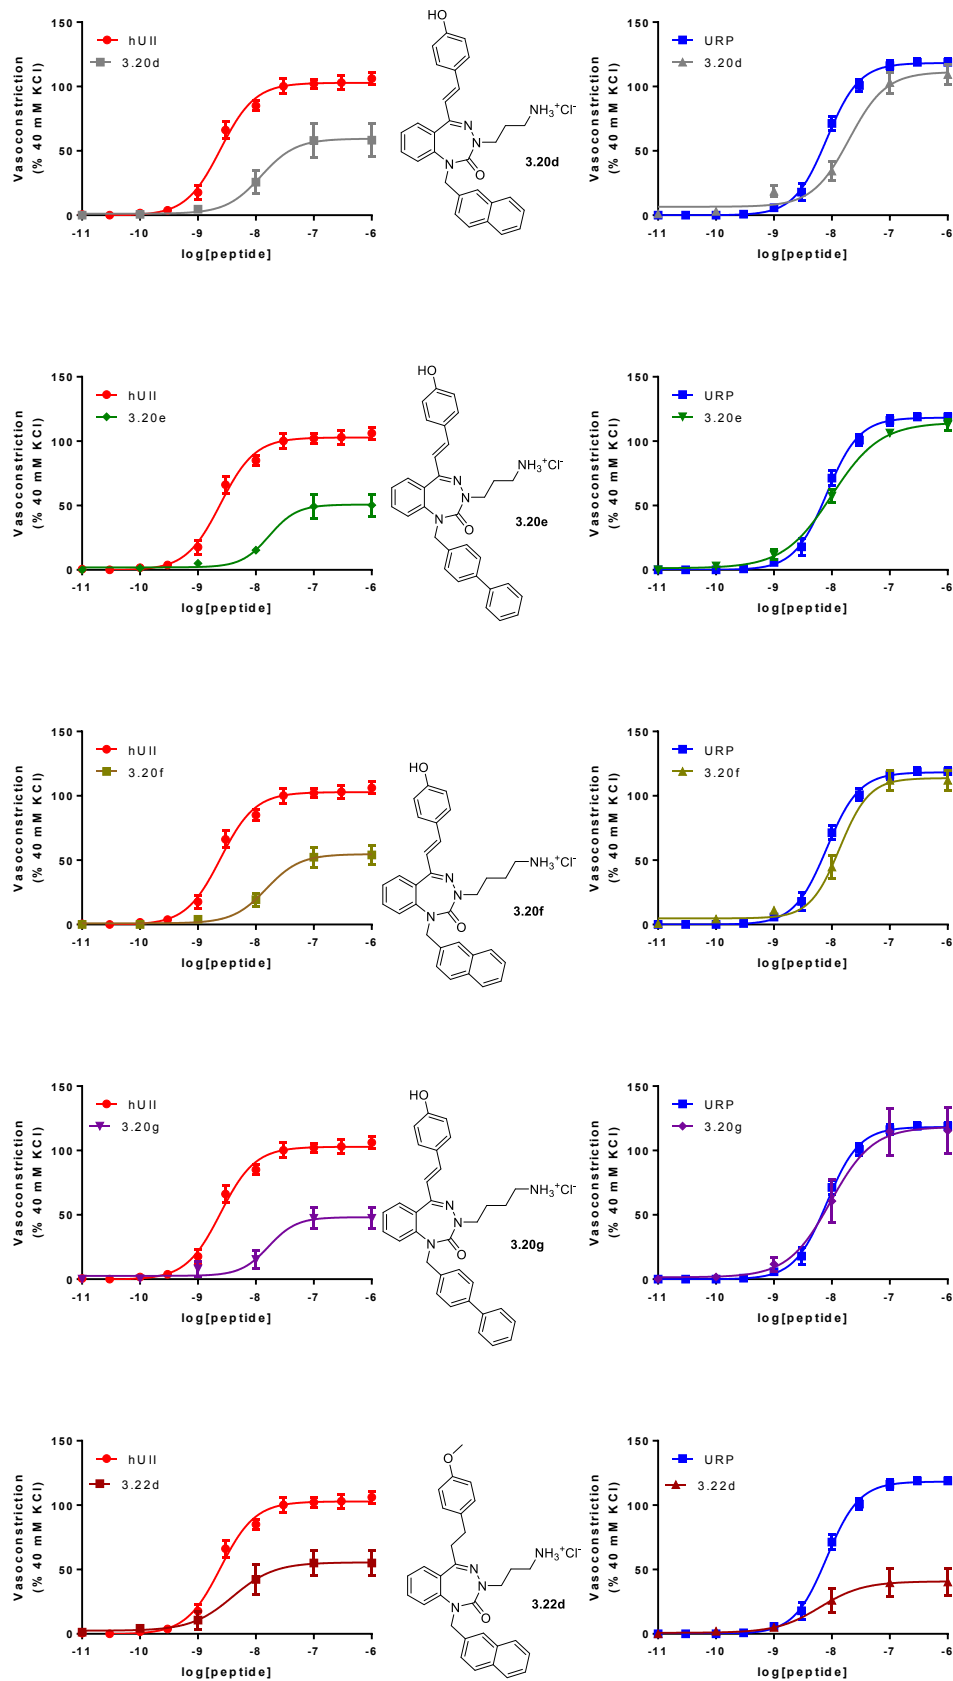 150
100
50
0
-11 -10 -9 -8 -7 -6
Vasoconstriction
(% 40 mM KCl)
log[peptide]
hUII
3.20d
HO
N
N
N
O
NH3+Cl-
3.20d
150
100
50
0
-11 -10 -9 -8 -7 -6
Vasoconstriction
(% 40 mM KCl)
log[peptide]
URP
3.20d
150
100
50
0
-11 -10 -9 -8 -7 -6
Vasoconstriction
(% 40 mM KCl)
log[peptide]
hUII
3.20e
HO
N
N
N
O
NH3+Cl-
3.20e
150
100
50
0
-11 -10 -9 -8 -7 -6
Vasoconstriction
(% 40 mM KCl)
log[peptide]
URP
3.20e
150
100
50
0
-11 -10 -9 -8 -7 -6
Vasoconstriction
(% 40 mM KCl)
log[peptide]
hUII
3.20f
HO
N
N
N
O
NH3+Cl-
3.20f
150
100
50
0
-11 -10 -9 -8 -7 -6
Vasoconstriction
(% 40 mM KCl)
log[peptide]
URP
3.20f
150
100
50
0
-11 -10 -9 -8 -7 -6
Vasoconstriction
(% 40 mM KCl)
log[peptide]
hUII
3.20g
HO
N
N
N
O
NH3+Cl-
3.20g
150
100
50
0
-11 -10 -9 -8 -7 -6
Vasoconstriction
(% 40 mM KCl)
log[peptide]
URP
3.20g
150
100
50
0
-11 -10 -9 -8 -7 -6
Vasoconstriction
(% 40 mM KCl)
log[peptide]
hUII
3.22d
O
N
N
N
O
NH3+Cl-
3.22d
150
100
50
0
-11 -10 -9 -8 -7 -6
Vasoconstriction
(% 40 mM KCl)
log[peptide]
URP
3.22d